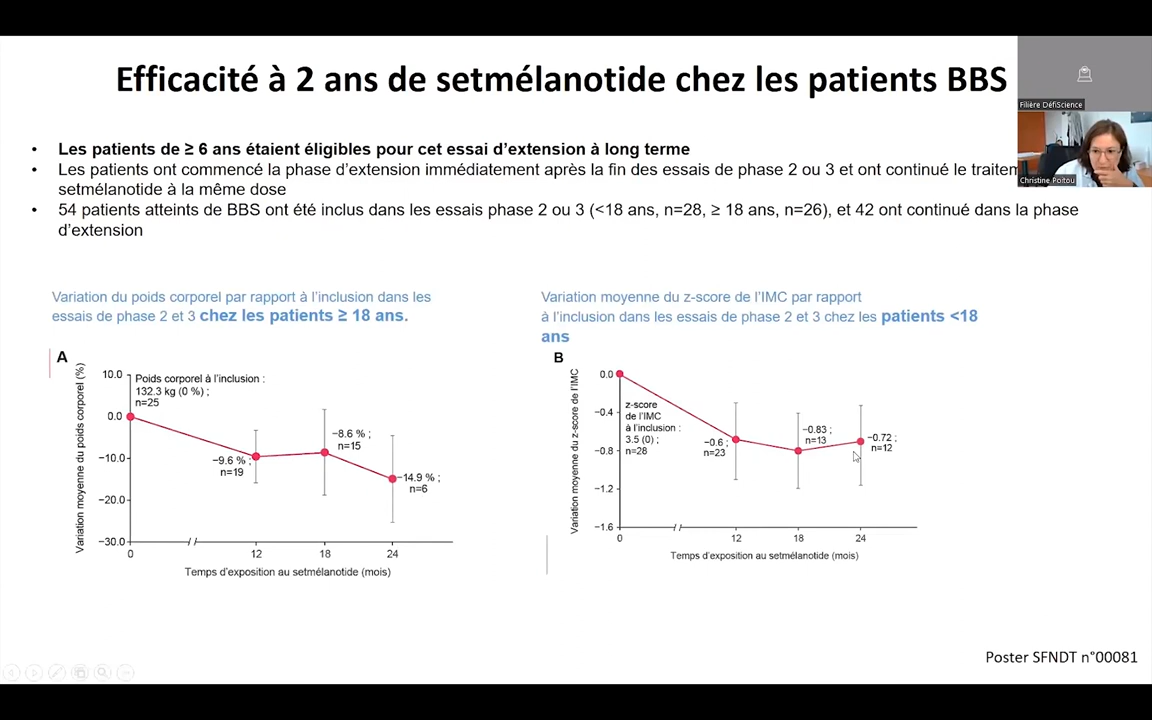 Efficacité à 2 ans de setmélanotide chez les patients BBS
Filière DéfiScience
Christine Poitou
• Les patients de ≥ 6 ans étaient éligibles pour cet essai d’extension à long terme
• Les patients ont commencé la phase d’extension immédiatement après la fin des essais de phase 2 ou 3 et ont continué le
setmélanotide à la même dose
• 54 patients atteints de BBS ont été inclus dans les essais phase 2 ou 3 (<18 ans, n=28, ≥ 18 ans, n=26), et 42 ont continué dans la phase
d’extension
Variation du poids corporel par rapport à l’inclusion dans les
essais de phase 2 et 3 chez les patients ≥ 18 ans.
A
Variation moyenne du poids corporel (%)
10.0
0.0
−10.0
−20.0
−30.0
Poids corporel à l’inclusion :
132.3 kg (0 %) ;
n=25
−9.6 % ;
n=19
−8.6 % ;
n=15
−14.9 % ;
n=6
0
12
18
24
Temps d’exposition au setmélanotide (mois)
Variation moyenne du z-score de l’IMC par rapport
à l’inclusion dans les essais de phase 2 et 3 chez les patients <18
ans
B
Variation moyenne du z-score de l’IMC
0.0
−0.4
−0.8
−1.2
−1.6
z-score
de l’IMC
à l’inclusion :
3.5 (0) ;
n=28
−0.6 ;
n=23
−0.83 ;
n=13
−0.72 ;
n=12
0
12
18
24
Temps d’exposition au setmélanotide (mois)
Poster SFNDT n°00081